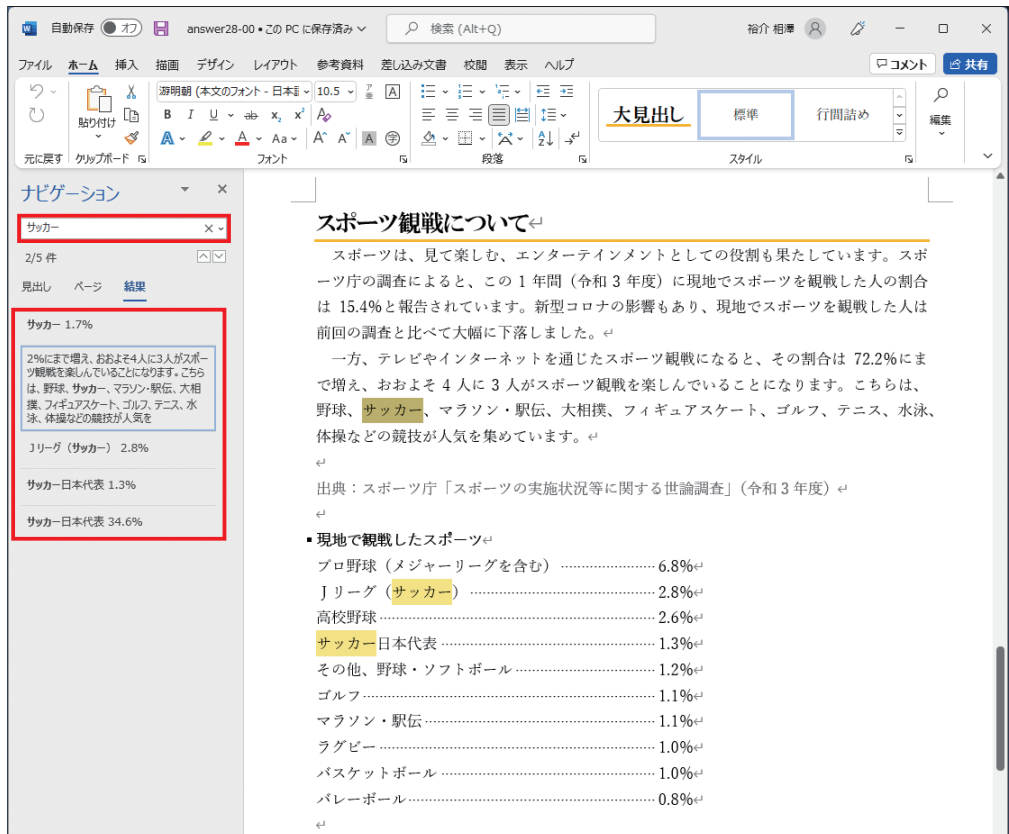 自動保存 オフ answer28-00 • この PC に保存済み 検索 (Alt+Q) 裕介 相澤
ファイル ホーム 挿入 描画 デザイン レイアウト 参考資料 差し込み文書 校閲 表示 ヘルプ コメント 共有
貼り付け
游明朝 (本文のフォント - 日本語 10.5
B I U ab x₂ x²
A A Aa A A A 字
大見出し 標準 行間詰め
編集
元に戻す クリップボード フォント 段落 スタイル
ナビゲーション
サッカー
2/5 件
見出し ページ 結果
サッカー 1.7%
2%にまで増え、おおよそ4人に3人がスポー
ツ観戦を楽しんでいることになります。こちら
は、野球、サッカー、マラソン・駅伝、大相
撲、フィギュアスケート、ゴルフ、テニス、水
泳、体操などの競技が人気を
Jリーグ（サッカー） 2.8%
サッカー日本代表 1.3%
サッカー日本代表 34.6%
スポーツ観戦について
スポーツは、見て楽しむ、エンターテインメントとしての役割も果たしています。スポ
ーツ庁の調査によると、この 1 年間（令和 3 年度）に現地でスポーツを観戦した人の割合
は 15.4%と報告されています。新型コロナの影響もあり、現地でスポーツを観戦した人は
前回の調査と比べて大幅に下落しました。
一方、テレビやインターネットを通じたスポーツ観戦になると、その割合は 72.2%にま
で増え、おおよそ 4 人に 3 人がスポーツ観戦を楽しんでいることになります。こちらは、
野球、サッカー、マラソン・駅伝、大相撲、フィギュアスケート、ゴルフ、テニス、水泳、
体操などの競技が人気を集めています。
出典：スポーツ庁「スポーツの実施状況等に関する世論調査」（令和 3 年度）
現地で観戦したスポーツ
プロ野球（メジャーリーグを含む） 6.8%
Jリーグ（サッカー） 2.8%
高校野球 2.6%
サッカー日本代表 1.3%
その他、野球・ソフトボール 1.2%
ゴルフ 1.1%
マラソン・駅伝 1.1%
ラグビー 1.0%
バスケットボール 1.0%
バレーボール 0.8%